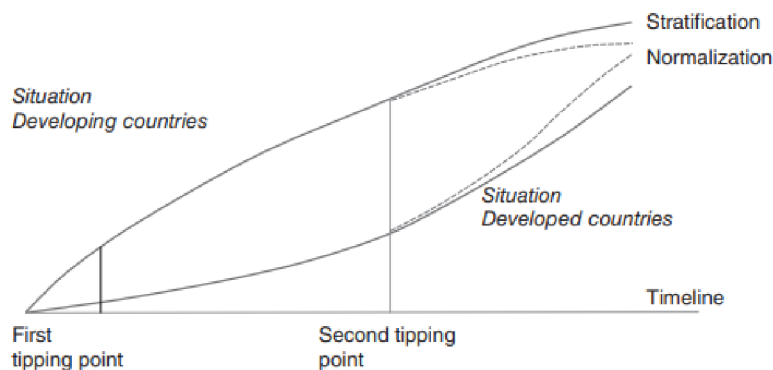 Stratification
Normalization
Situation
Developing countries
Situation
Developed countries
Timeline
First
tipping point
Second tipping
point